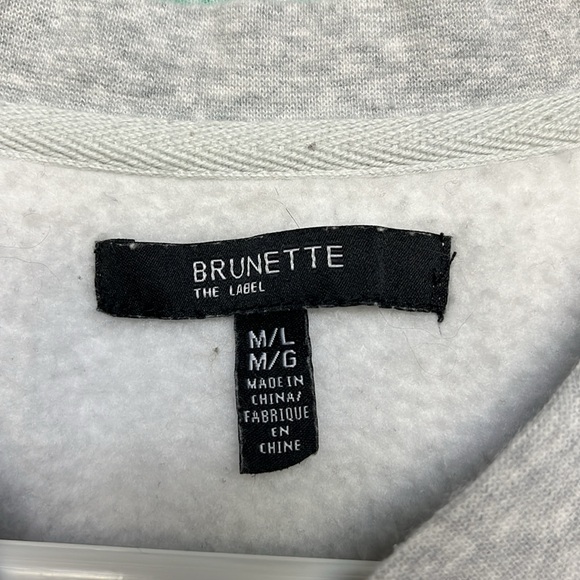 BRUNETTE
THE LABEL
M/L
M/G
MADE IN
CHINA/
FABRIQUE
EN
CHINE